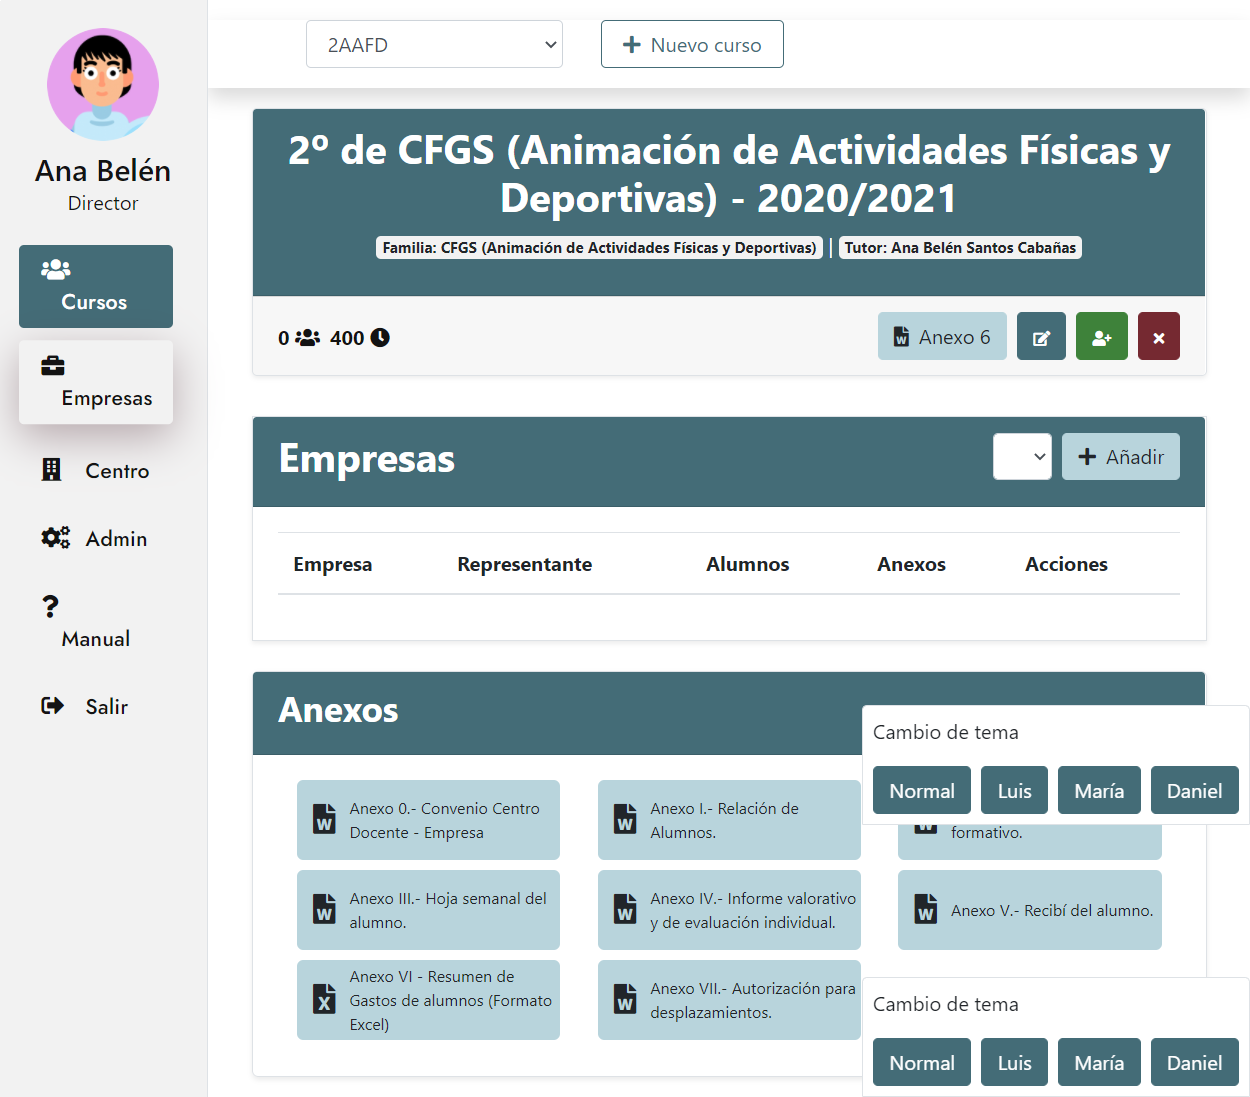 Ana Belén
Director
Cursos
Empresas
Centro
Admin
Manual
Salir
2AAFD
Nuevo curso
2º de CFGS (Animación de Actividades Físicas y
Deportivas) - 2020/2021
Familia: CFGS (Animación de Actividades Físicas y Deportivas) | Tutor: Ana Belén Santos Cabañas
0 400
Anexo 6
Empresas
Añadir
Empresa Representante Alumnos Anexos Acciones
Anexos
Cambio de tema
Normal Luis María Daniel
Anexo 0.- Convenio Centro
Docente - Empresa
Anexo I.- Relación de
Alumnos.
formativo.
Anexo III.- Hoja semanal del
alumno.
Anexo IV.- Informe valorativo
y de evaluación individual.
Anexo V.- Recibí del alumno.
Anexo VI - Resumen de
Gastos de alumnos (Formato
Excel)
Anexo VII.- Autorización para
desplazamientos.
Cambio de tema
Normal Luis María Daniel